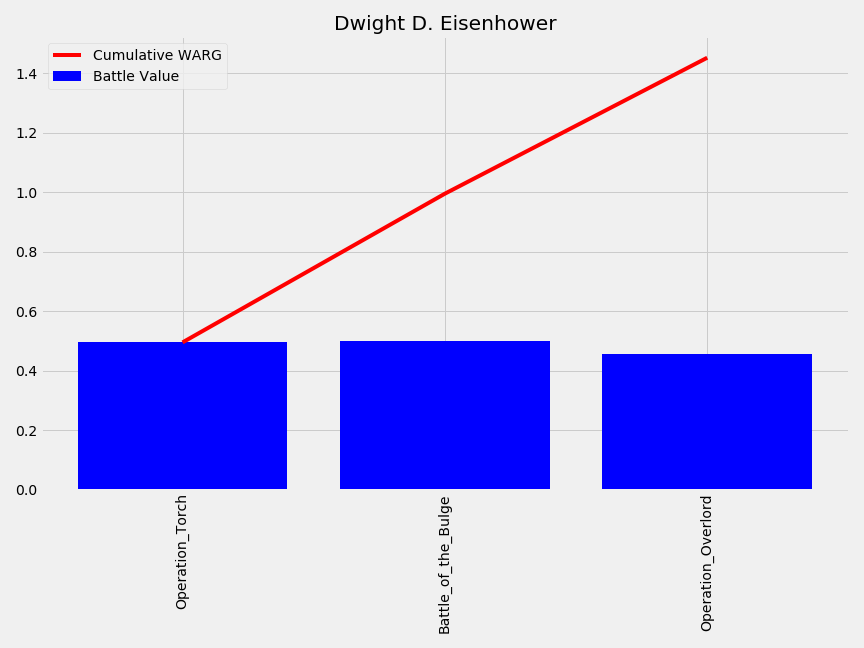 Dwight D. Eisenhower
Cumulative WARG
Battle Value
1.4
1.2
1.0
0.8
0.6
0.4
0.2
0.0
Operation_Torch
Battle_of_the_Bulge
Operation_Overlord